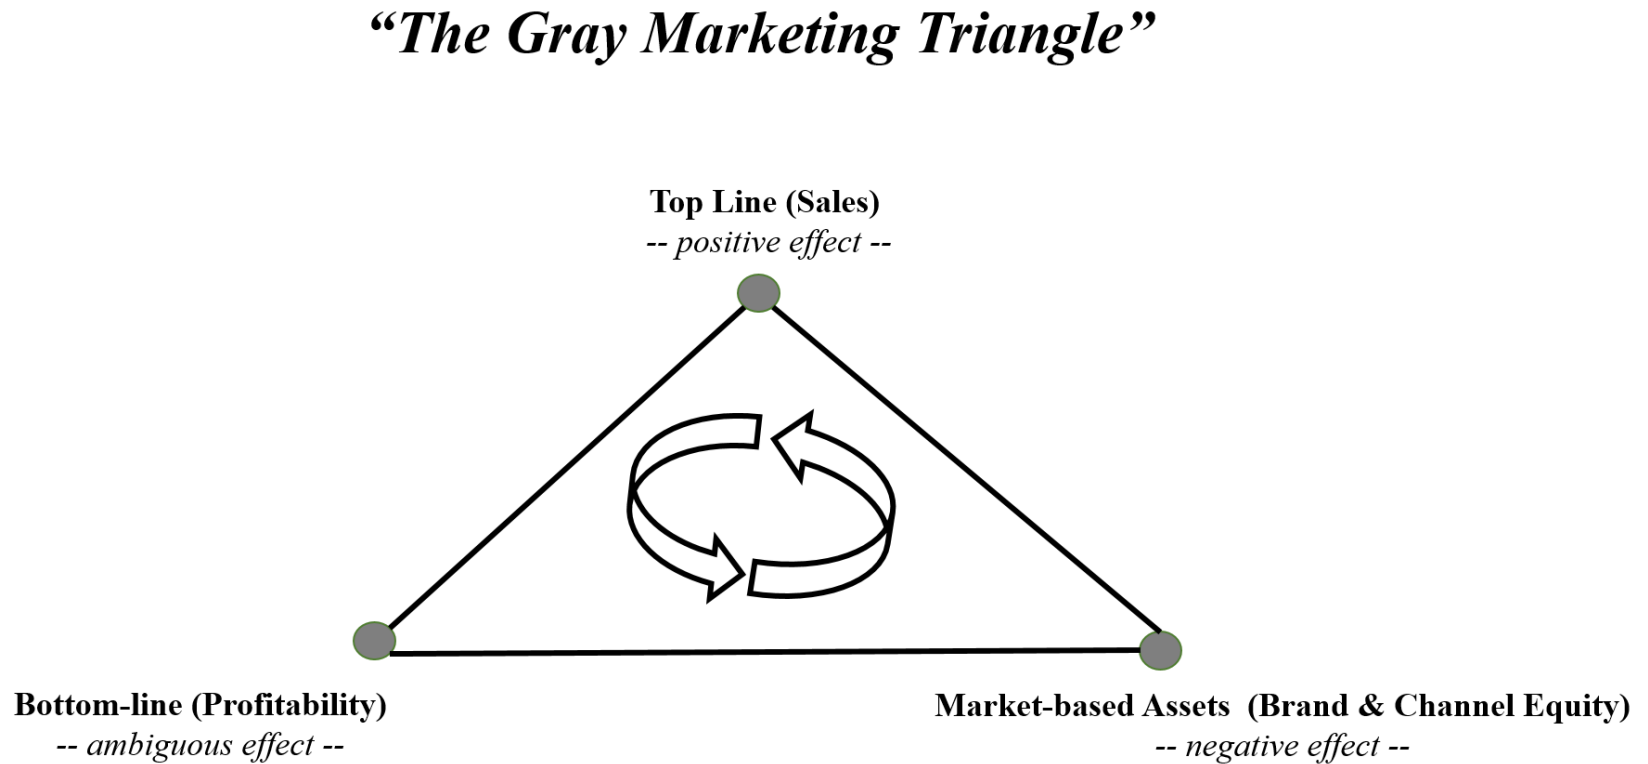 “The Gray Marketing Triangle”
Top Line (Sales)
-- positive effect --
Bottom-line (Profitability)
-- ambiguous effect --
Market-based Assets  (Brand & Channel Equity)
-- negative effect --